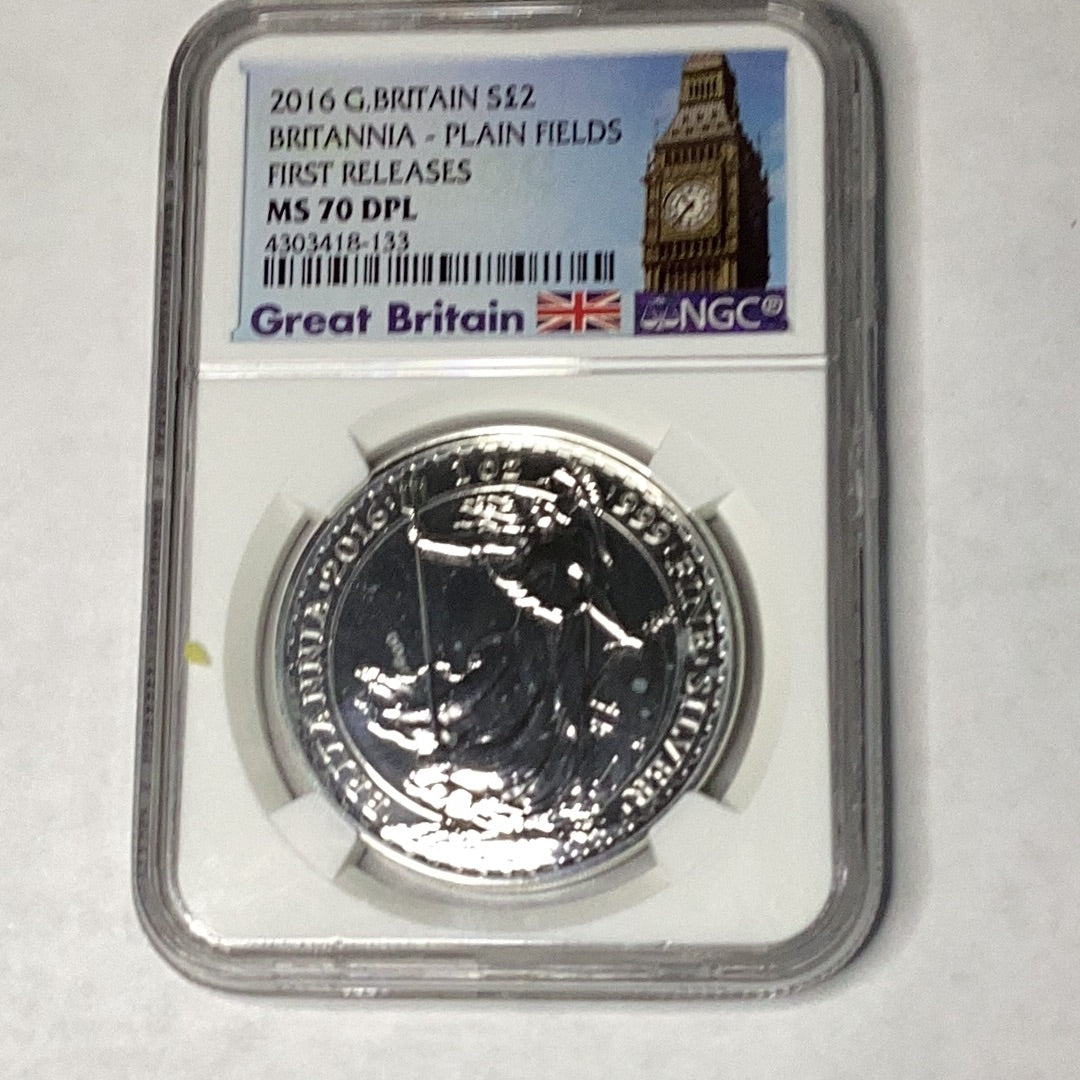 2016 G.BRITAIN S£2
BRITANNIA - PLAIN FIELDS
FIRST RELEASES
MS 70 DPL
4303418-133
Great Britain
NGC®
BRITANNIA 2016 1 OZ 999 FINE SILVER